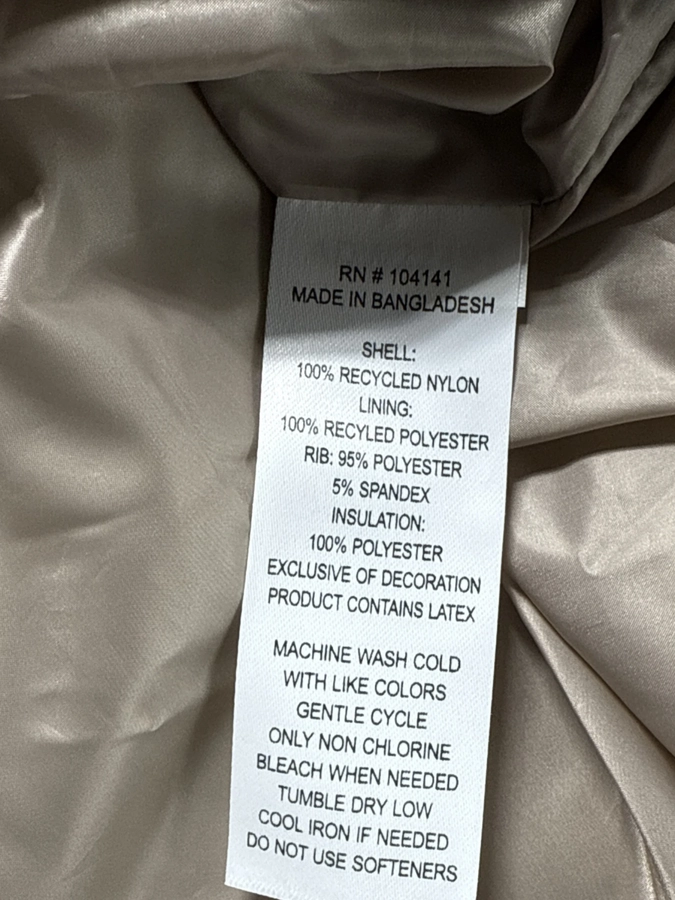 RN # 104141
MADE IN BANGLADESH
SHELL:
100% RECYCLED NYLON
LINING:
100% RECYLED POLYESTER
RIB: 95% POLYESTER
5% SPANDEX
INSULATION:
100% POLYESTER
EXCLUSIVE OF DECORATION
PRODUCT CONTAINS LATEX
MACHINE WASH COLD
WITH LIKE COLORS
GENTLE CYCLE
ONLY NON CHLORINE
BLEACH WHEN NEEDED
TUMBLE DRY LOW
COOL IRON IF NEEDED
DO NOT USE SOFTENERS